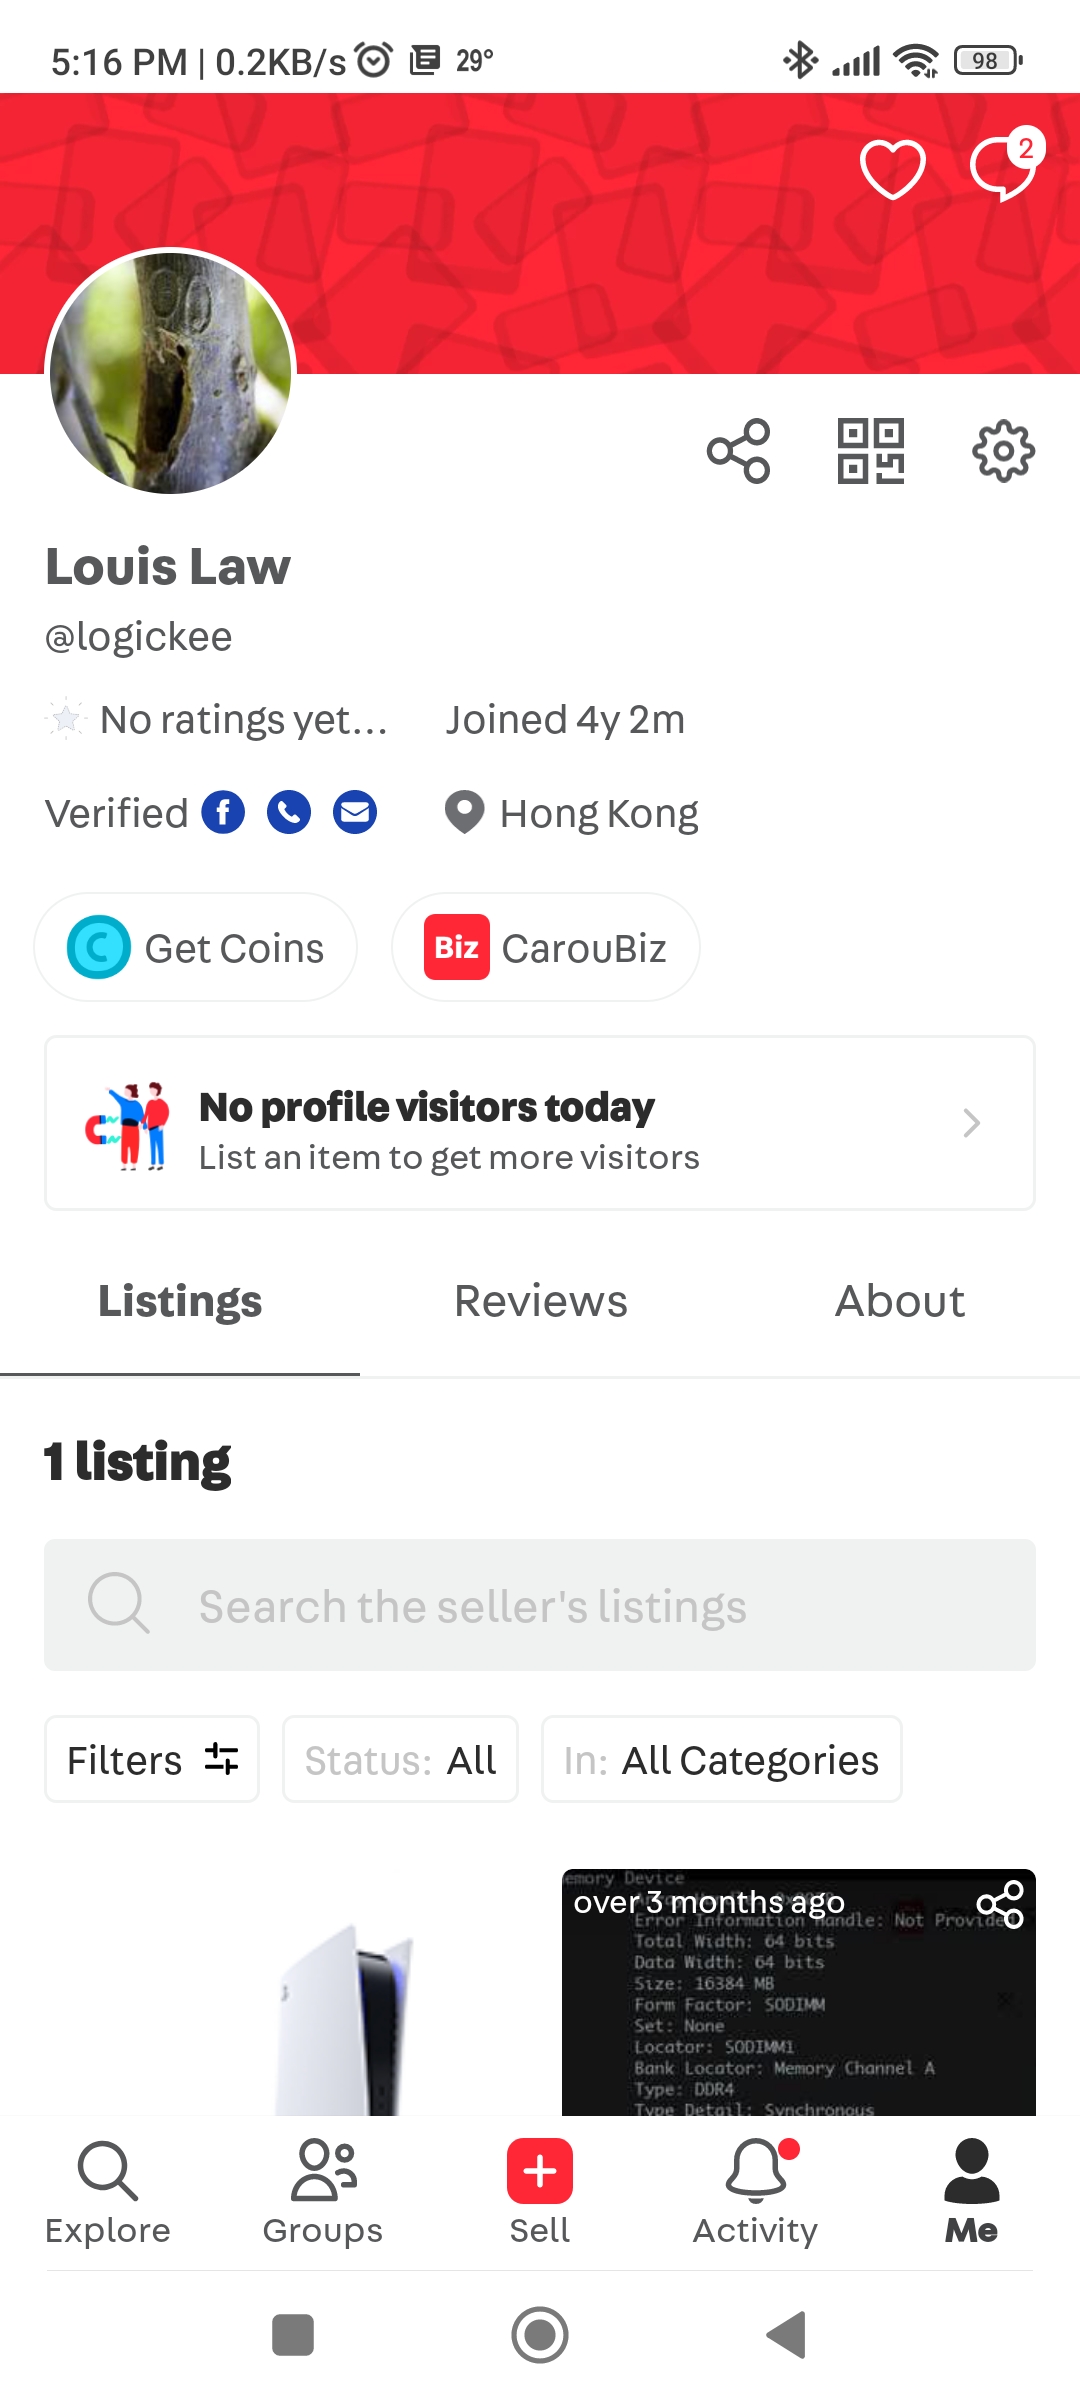 5:16 PM | 0.2KB/s 29° 98
2
Louis Law
@logickee
No ratings yet... Joined 4y 2m
Verified Hong Kong
Get Coins Biz CarouBiz
No profile visitors today
List an item to get more visitors
Listings Reviews About
1 listing
Search the seller's listings
Filters Status: All In: All Categories
emory Device
over 3 months ago
Error Information Handle: Not Provided
Total Width: 64 bits
Data Width: 64 bits
Size: 16384 MB
Form Factor: SODIMM
Set: None
Locator: SODIMM1
Bank Locator: Memory Channel A
Type: DDR4
Type Detail: Synchronous
Explore Groups Sell Activity Me